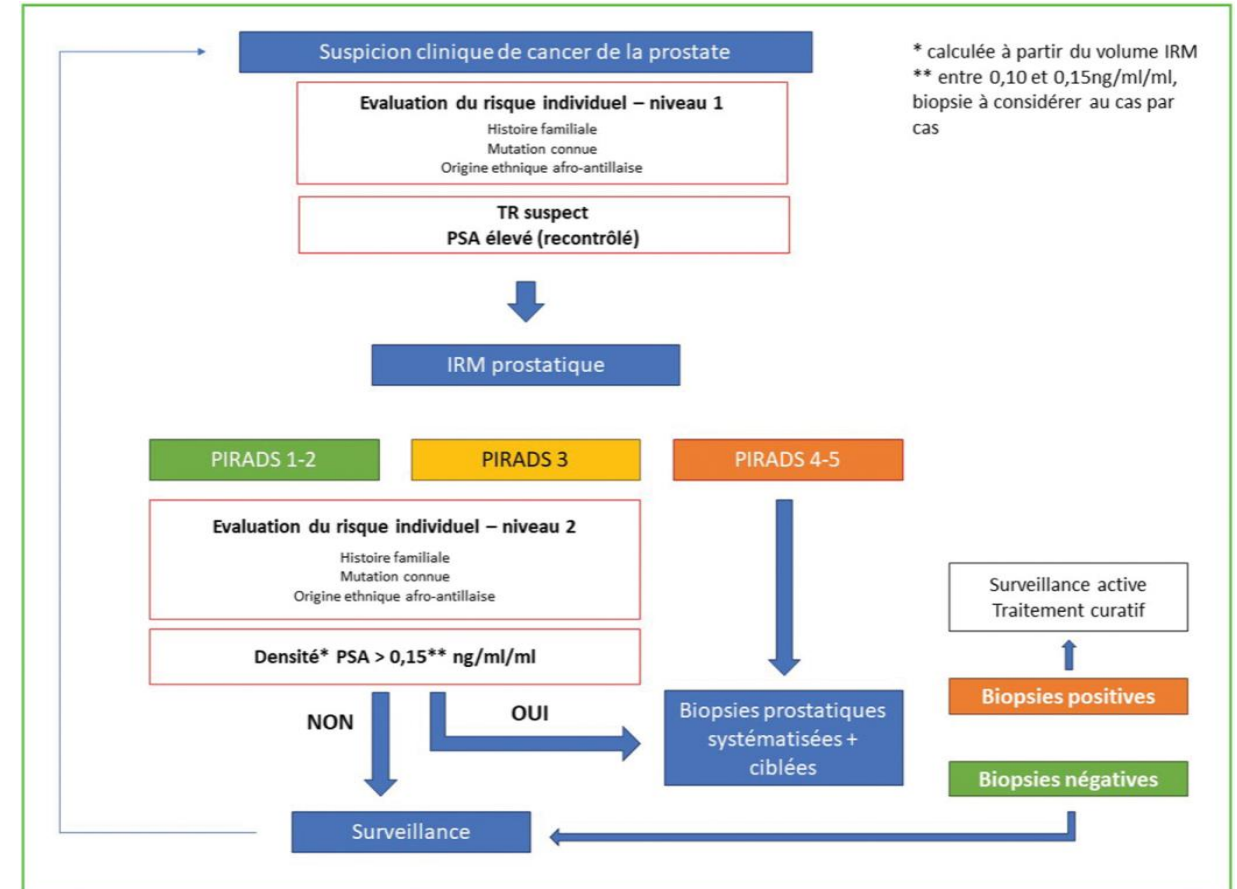 Suspicion clinique de cancer de la prostate
* calculée à partir du volume IRM
** entre 0,10 et 0,15ng/ml/ml,
biopsie à considérer au cas par
cas
Evaluation du risque individuel – niveau 1
Histoire familiale
Mutation connue
Origine ethnique afro-antillaise
TR suspect
PSA élevé (recontrôlé)
IRM prostatique
PIRADS 1-2
PIRADS 3
PIRADS 4-5
Evaluation du risque individuel – niveau 2
Histoire familiale
Mutation connue
Origine ethnique afro-antillaise
Densité* PSA > 0,15** ng/ml/ml
NON
OUI
Biopsies prostatiques
systématisées +
ciblées
Surveillance active
Traitement curatif
Biopsies positives
Biopsies négatives
Surveillance